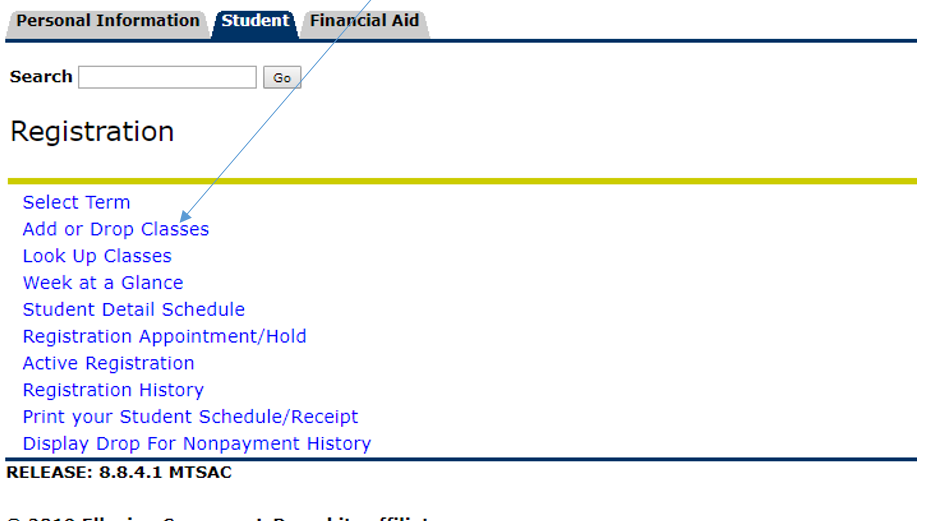 Personal Information Student Financial Aid
Search Go
Registration
Select Term
Add or Drop Classes
Look Up Classes
Week at a Glance
Student Detail Schedule
Registration Appointment/Hold
Active Registration
Registration History
Print your Student Schedule/Receipt
Display Drop For Nonpayment History
RELEASE: 8.8.4.1 MTSAC